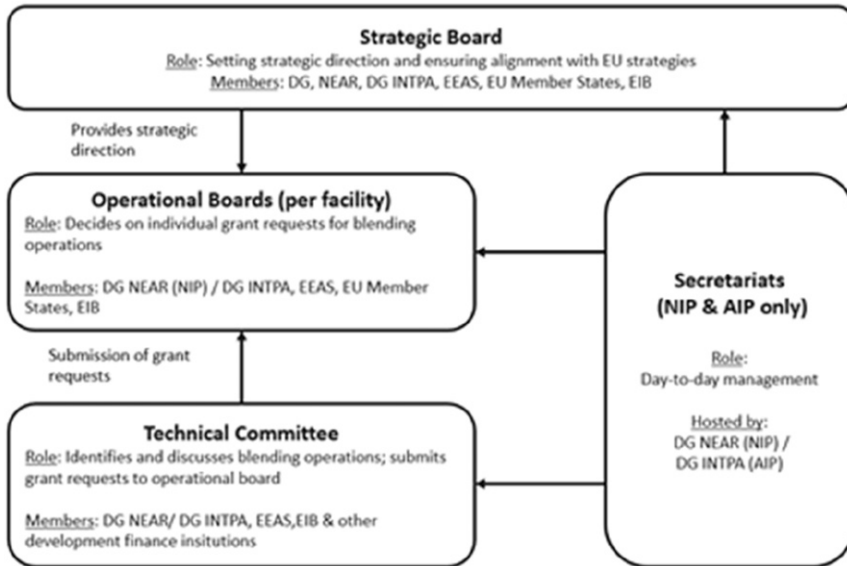 Strategic Board
Role: Setting strategic direction and ensuring alignment with EU strategies
Members: DG, NEAR, DG INTPA, EEAS, EU Member States, EIB
Provides strategic
direction
Operational Boards (per facility)
Role: Decides on individual grant requests for blending
operations
Members: DG NEAR (NIP) / DG INTPA, EEAS, EU Member
States, EIB
Submission of grant
requests
Technical Committee
Role: Identifies and discusses blending operations; submits
grant requests to operational board
Members: DG NEAR/ DG INTPA, EEAS,EIB & other
development finance insitutions
Secretariats
(NIP & AIP only)
Role:
Day-to-day management
Hosted by:
DG NEAR (NIP) /
DG INTPA (AIP)